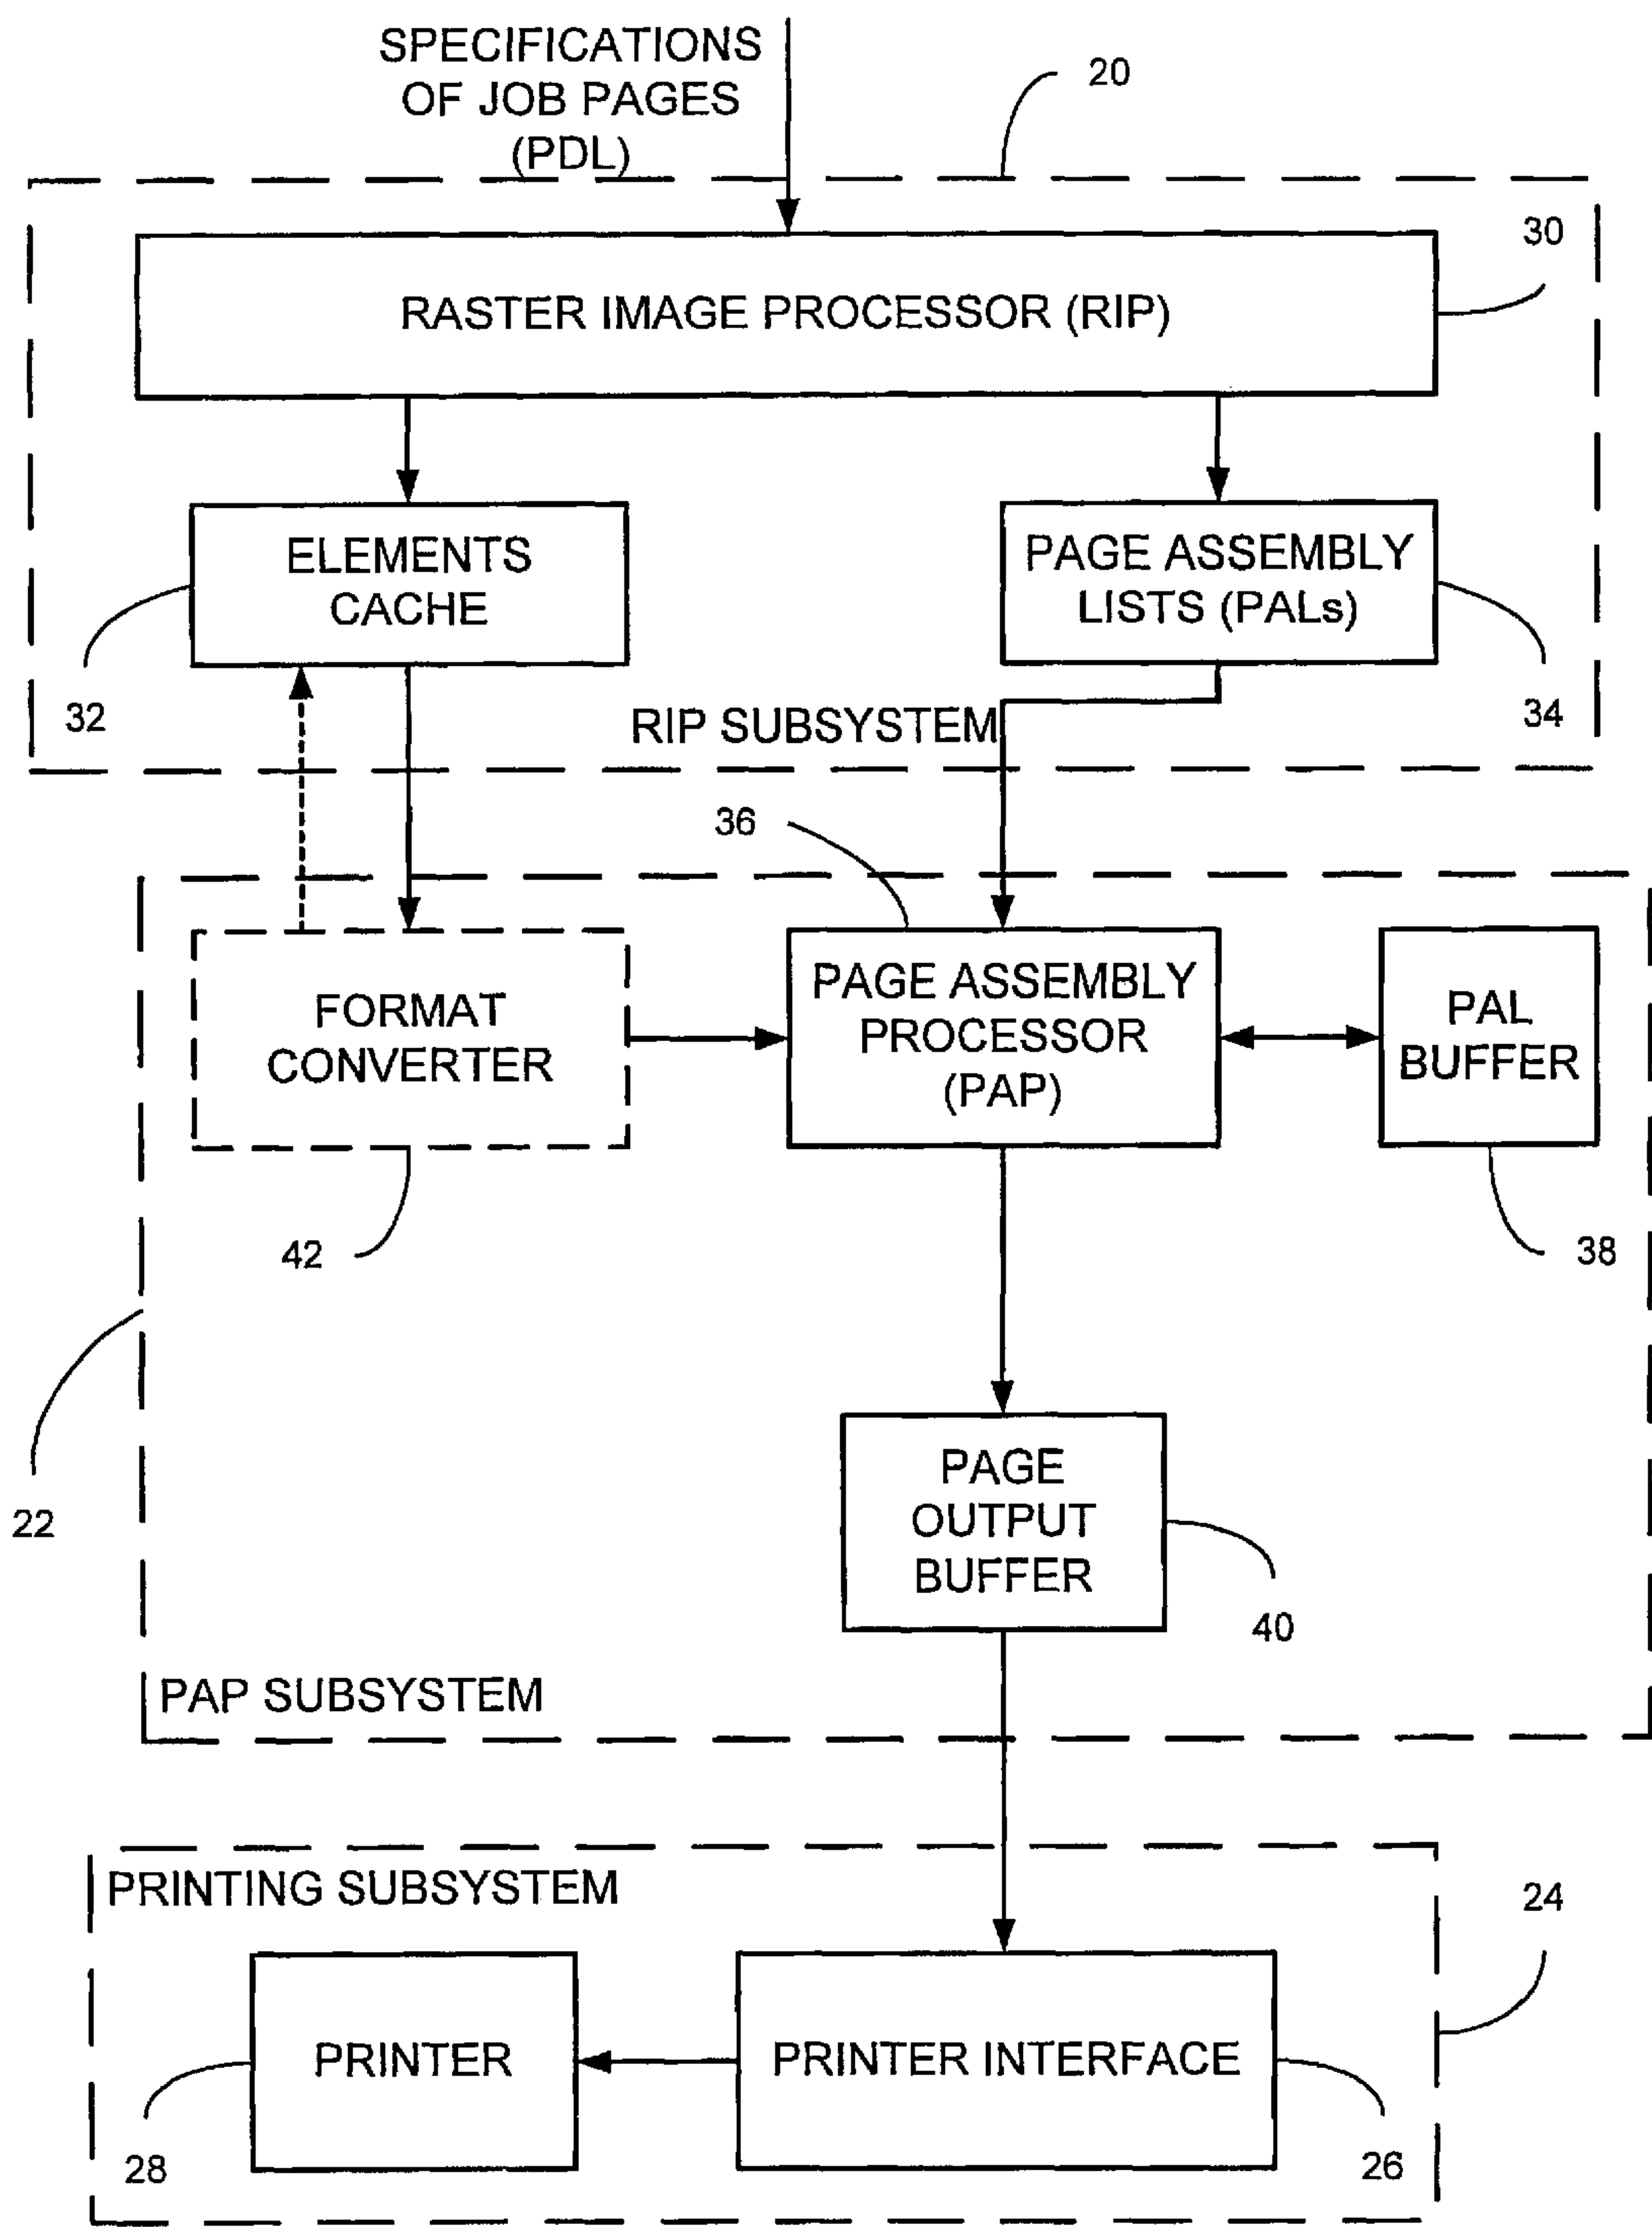 SPECIFICATIONS
OF JOB PAGES
(PDL)
20
30
RASTER IMAGE PROCESSOR (RIP)
ELEMENTS
CACHE
PAGE ASSEMBLY
LISTS (PALs)
32
RIP SUBSYSTEM
34
36
FORMAT
CONVERTER
PAGE ASSEMBLY
PROCESSOR
(PAP)
PAL
BUFFER
42
38
22
PAGE
OUTPUT
BUFFER
40
PAP SUBSYSTEM
PRINTING SUBSYSTEM
24
PRINTER
PRINTER INTERFACE
28
26